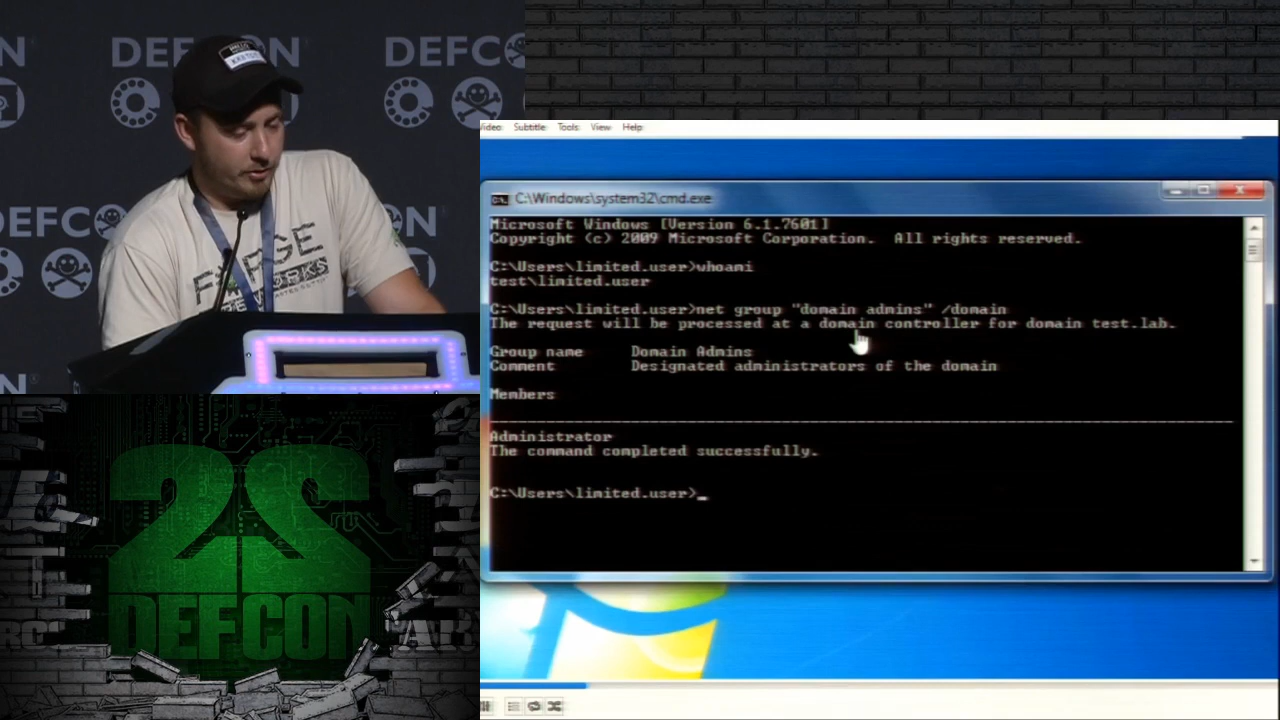 DEFCON
DEFCON
HELLO
DEFCON
FORGE
Video Subtitle Tools View Help
C:\Windows\system32\cmd.exe
Microsoft Windows [Version 6.1.7601]
Copyright (c) 2009 Microsoft Corporation. All rights reserved.
C:\Users\limited.user>whoami
test\limited.user
C:\Users\limited.user>net group "domain admins" /domain
The request will be processed at a domain controller for domain test.lab.
Group name Domain Admins
Comment Designated administrators of the domain
Members
Administrator
The command completed successfully.
C:\Users\limited.user>_
22
DEFCON